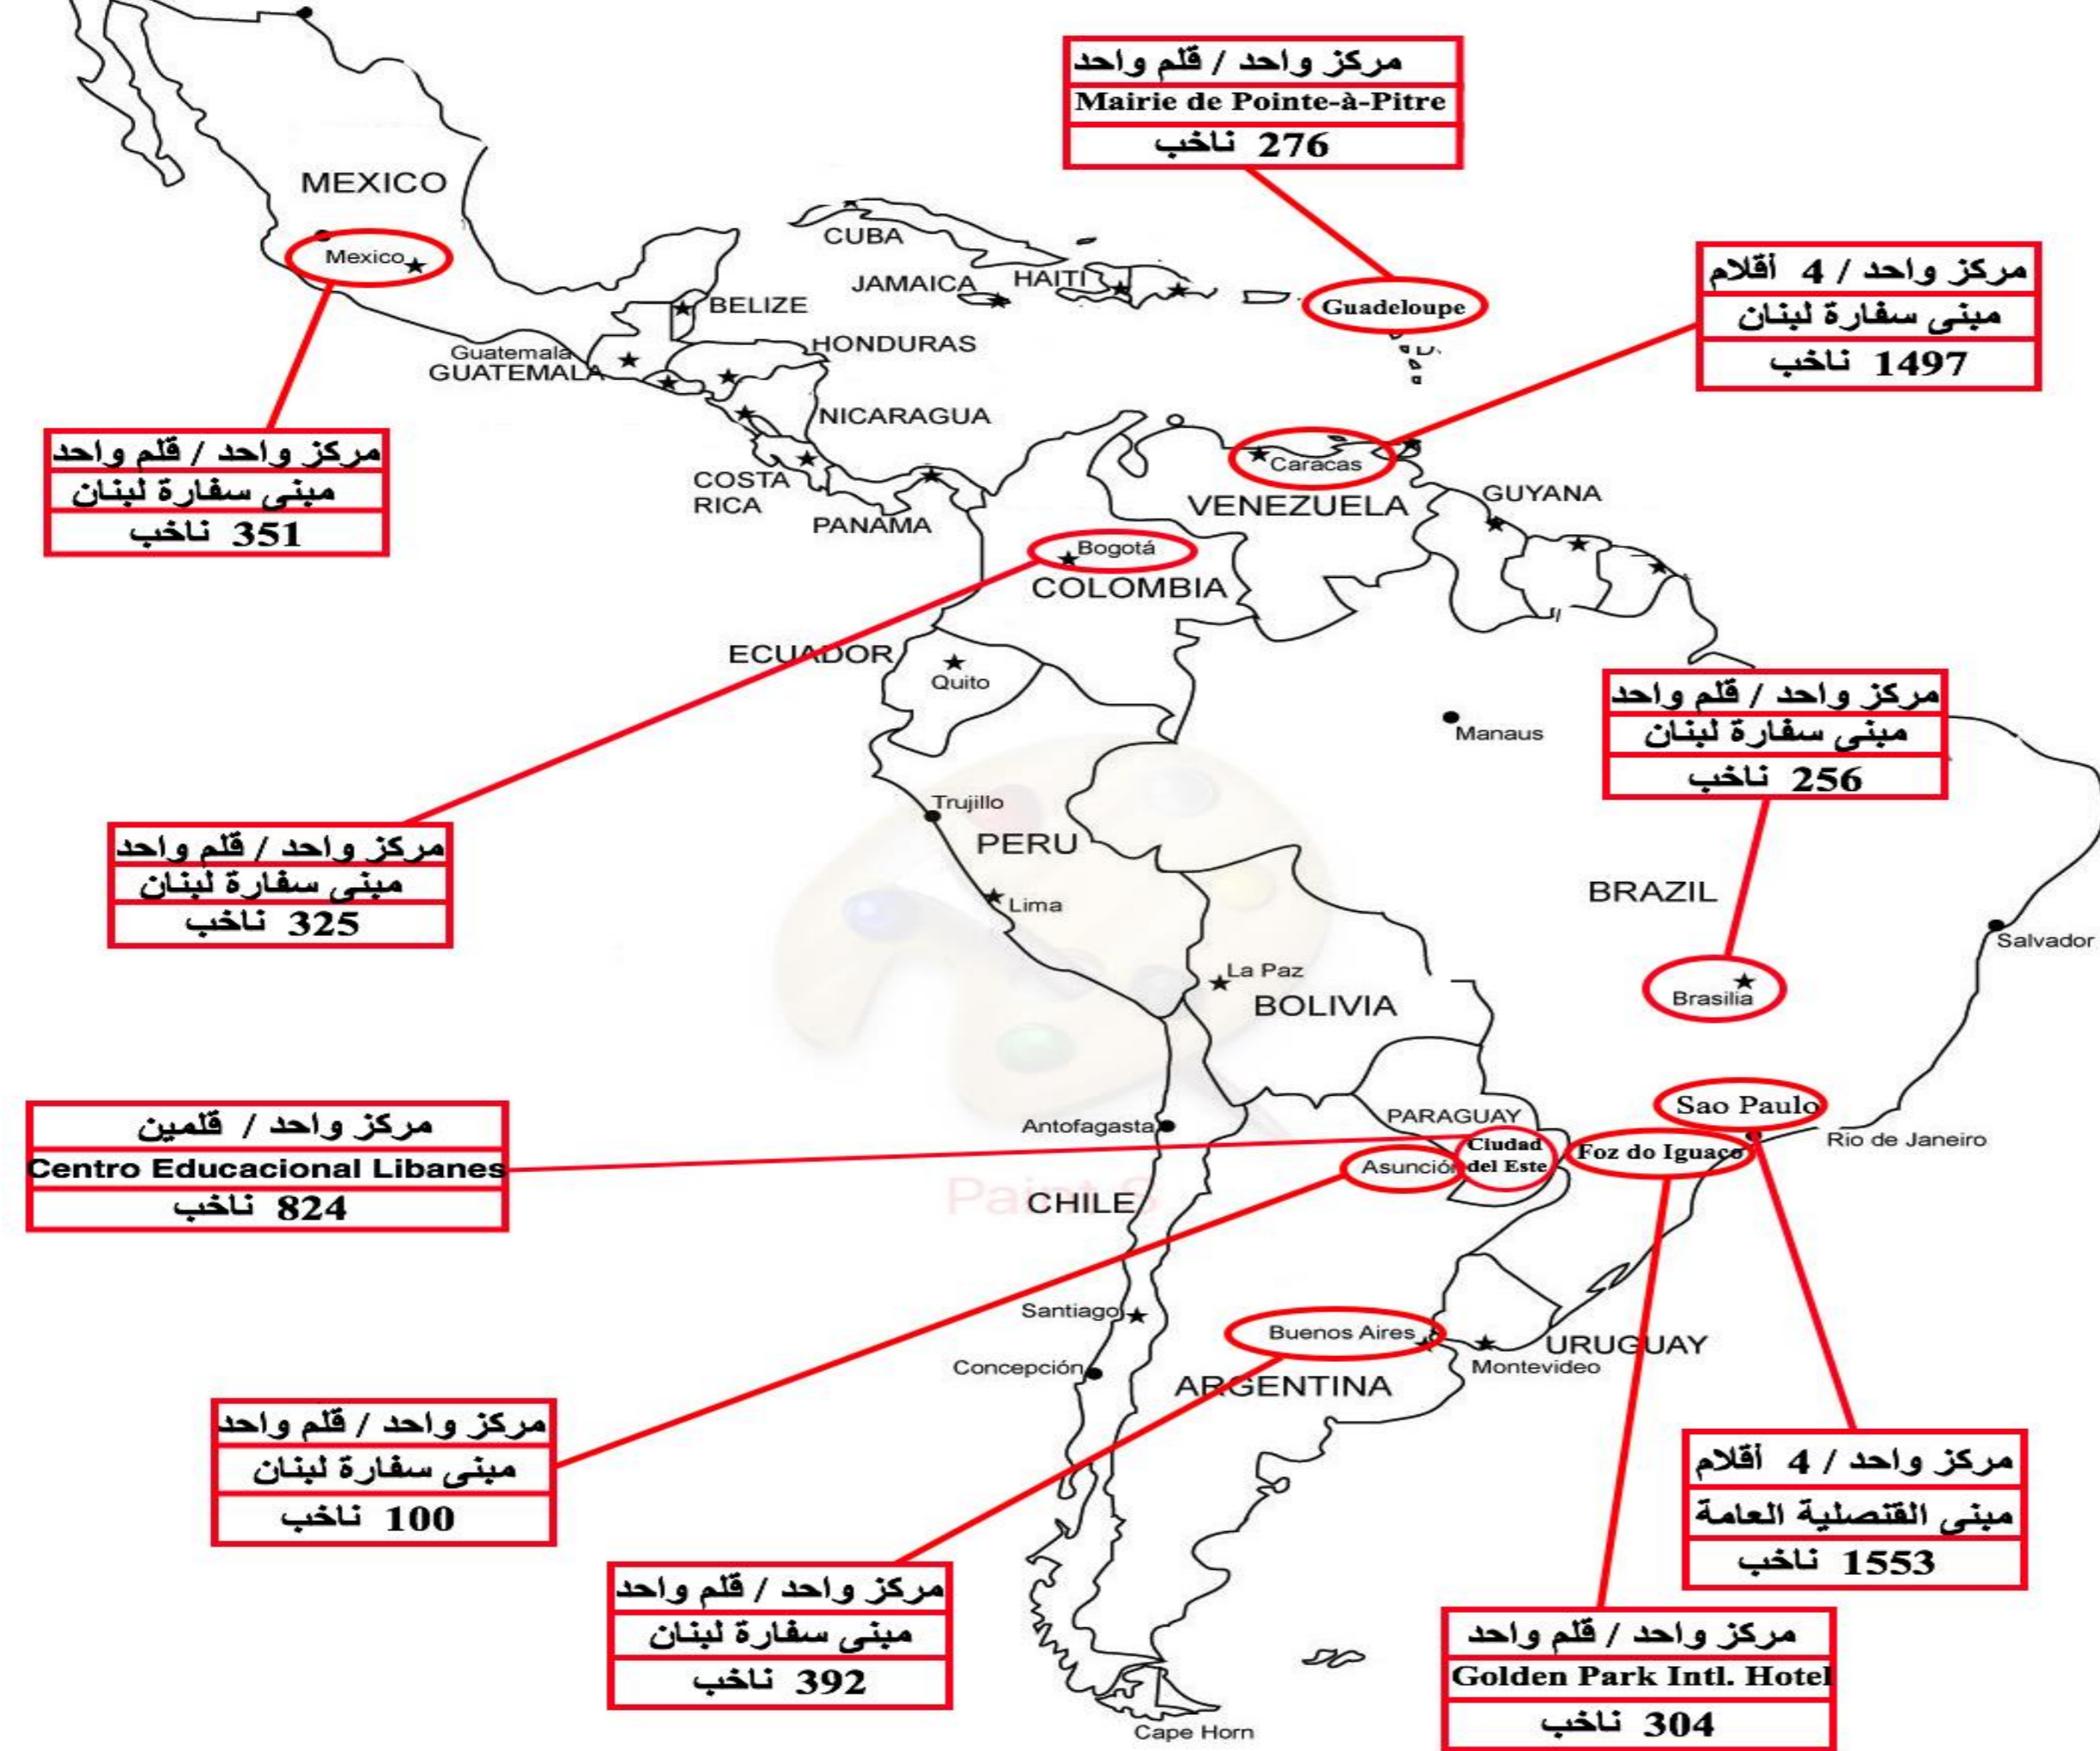 مركز واحد / قلم واحد
Mairie de Pointe-à-Pitre
276 ناخب
MEXICO
Mexico
CUBA
JAMAICA
HAITI
Guadeloupe
مركز واحد / 4 أقلام
مبنى سفارة لبنان
1497 ناخب
BELIZE
HONDURAS
Guatemala
GUATEMALA
NICARAGUA
مركز واحد / قلم واحد
مبنى سفارة لبنان
351 ناخب
COSTA
RICA
PANAMA
Caracas
VENEZUELA
GUYANA
Bogotá
COLOMBIA
ECUADOR
Quito
مركز واحد / قلم واحد
مبنى سفارة لبنان
256 ناخب
Manaus
Trujillo
PERU
Lima
مركز واحد / قلم واحد
مبنى سفارة لبنان
325 ناخب
BRAZIL
Salvador
La Paz
BOLIVIA
Brasilia
مركز واحد / قلمين
Centro Educacional Libanes
824 ناخب
Antofagasta
PARAGUAY
Ciudad
del Este
Asunción
Sao Paulo
Foz do Iguaço
Rio de Janeiro
CHILE
Santiago
Concepción
Buenos Aires
ARGENTINA
URUGUAY
Montevideo
مركز واحد / قلم واحد
مبنى سفارة لبنان
100 ناخب
مركز واحد / 4 أقلام
مبنى القنصلية العامة
1553 ناخب
مركز واحد / قلم واحد
مبنى سفارة لبنان
392 ناخب
مركز واحد / قلم واحد
Golden Park Intl. Hotel
304 ناخب
Cape Horn